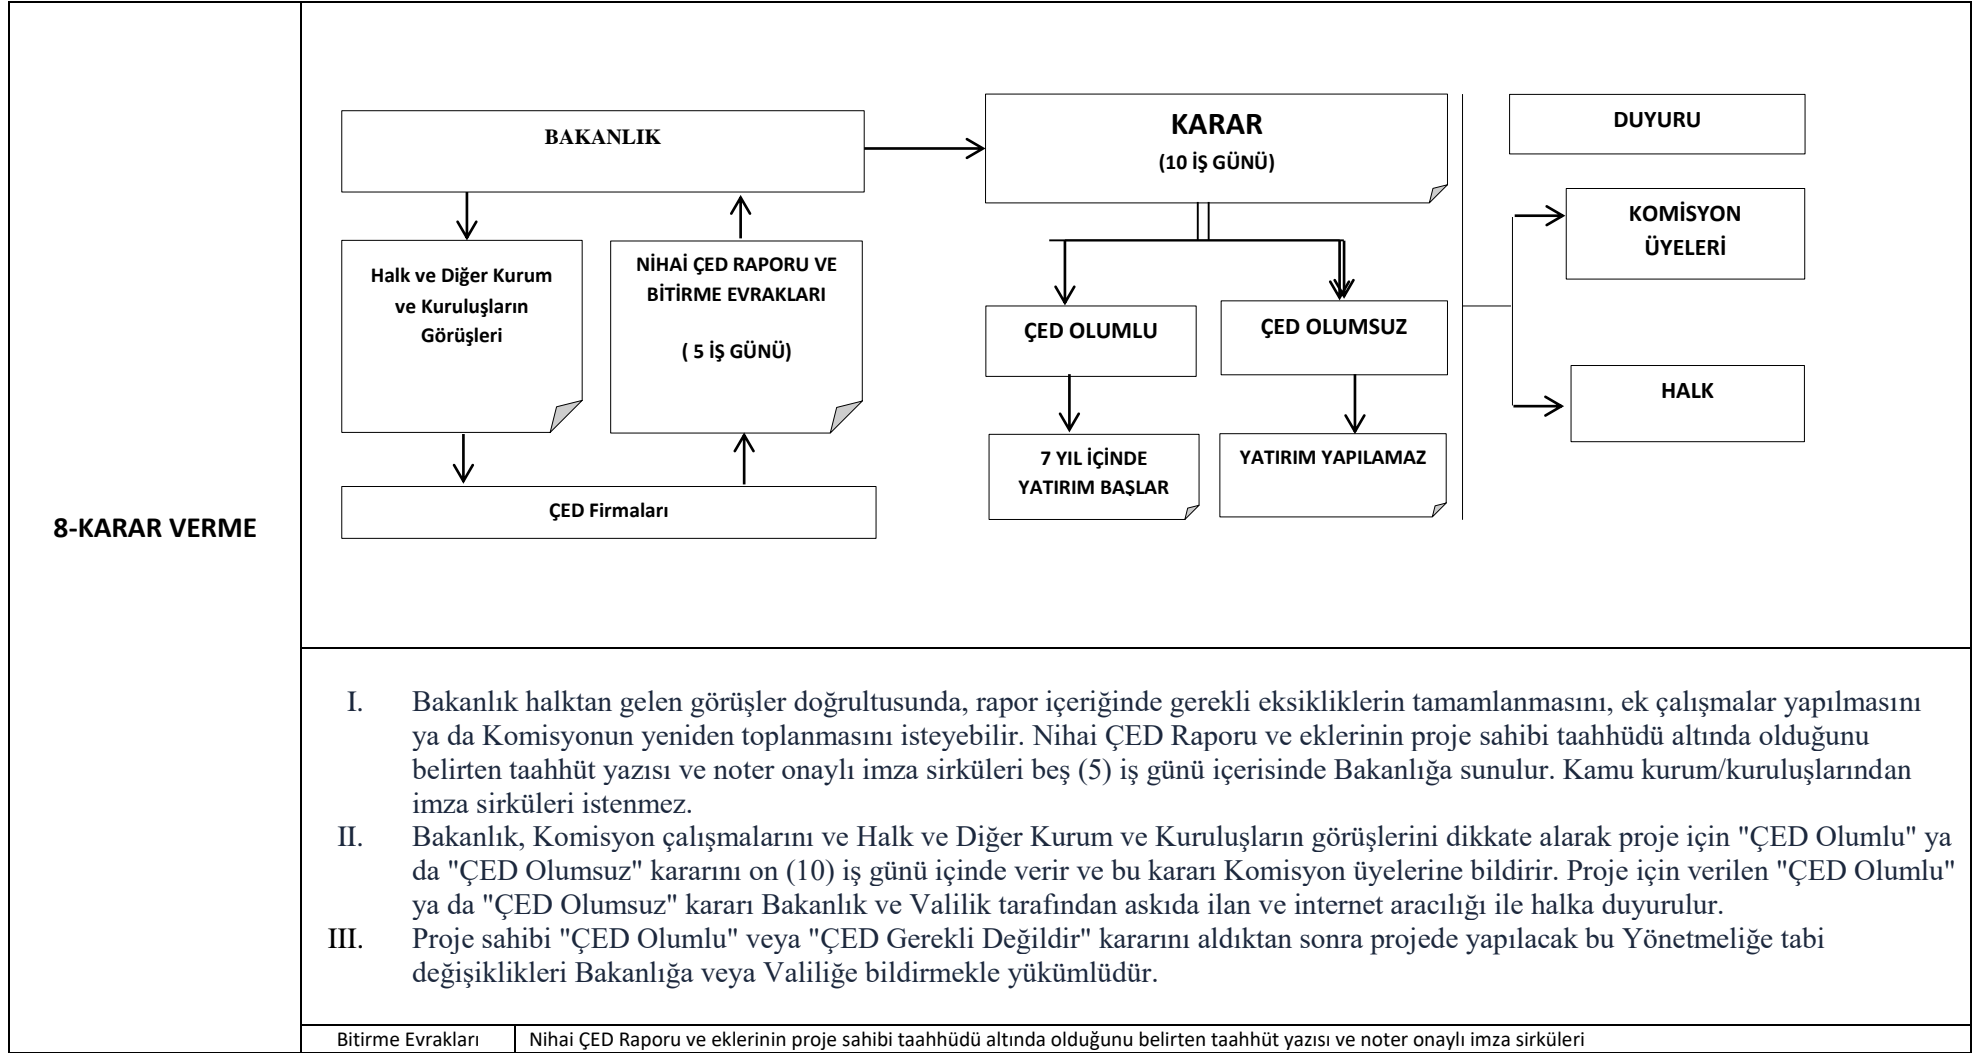 8-KARAR VERME
BAKANLIK
Halk ve Diğer Kurum
ve Kuruluşların
Görüşleri
NİHAİ ÇED RAPORU VE
BİTİRME EVRAKLARI
( 5 İŞ GÜNÜ)
ÇED Firmaları
KARAR
(10 İŞ GÜNÜ)
ÇED OLUMLU
ÇED OLUMSUZ
7 YIL İÇİNDE
YATIRIM BAŞLAR
YATIRIM YAPILAMAZ
DUYURU
KOMİSYON
ÜYELERİ
HALK
I. Bakanlık halktan gelen görüşler doğrultusunda, rapor içeriğinde gerekli eksikliklerin tamamlanmasını, ek çalışmalar yapılmasını
ya da Komisyonun yeniden toplanmasını isteyebilir. Nihai ÇED Raporu ve eklerinin proje sahibi taahhüdü altında olduğunu
belirten taahhüt yazısı ve noter onaylı imza sirküleri beş (5) iş günü içerisinde Bakanlığa sunulur. Kamu kurum/kuruluşlarından
imza sirküleri istenmez.
II. Bakanlık, Komisyon çalışmalarını ve Halk ve Diğer Kurum ve Kuruluşların görüşlerini dikkate alarak proje için "ÇED Olumlu" ya
da "ÇED Olumsuz" kararını on (10) iş günü içinde verir ve bu kararı Komisyon üyelerine bildirir. Proje için verilen "ÇED Olumlu"
ya da "ÇED Olumsuz" kararı Bakanlık ve Valilik tarafından askıda ilan ve internet aracılığı ile halka duyurulur.
III. Proje sahibi "ÇED Olumlu" veya "ÇED Gerekli Değildir" kararını aldıktan sonra projede yapılacak bu Yönetmeliğe tabi
değişiklikleri Bakanlığa veya Valiliğe bildirmekle yükümlüdür.
Bitirme Evrakları Nihai ÇED Raporu ve eklerinin proje sahibi taahhüdü altında olduğunu belirten taahhüt yazısı ve noter onaylı imza sirküleri